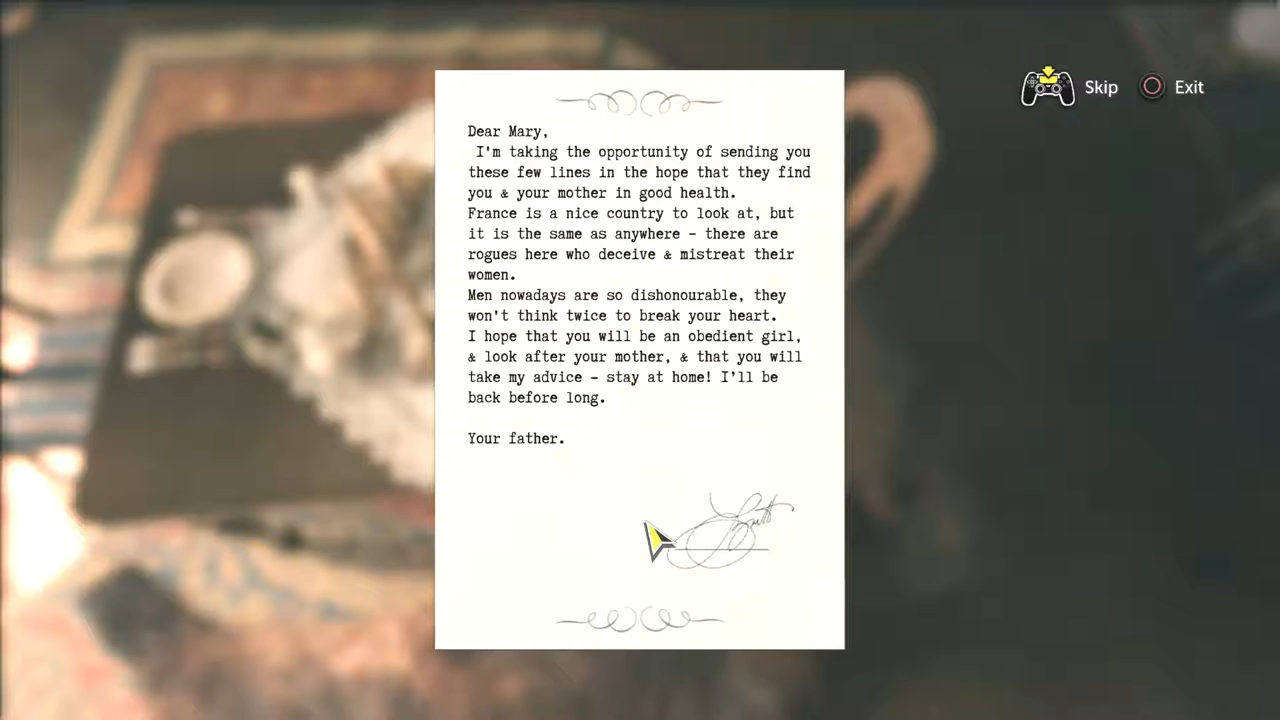 Skip Exit
Dear Mary,
I'm taking the opportunity of sending you
these few lines in the hope that they find
you & your mother in good health.
France is a nice country to look at, but
it is the same as anywhere – there are
rogues here who deceive & mistreat their
women.
Men nowadays are so dishonourable, they
won't think twice to break your heart.
I hope that you will be an obedient girl,
& look after your mother, & that you will
take my advice – stay at home! I'll be
back before long.
Your father.